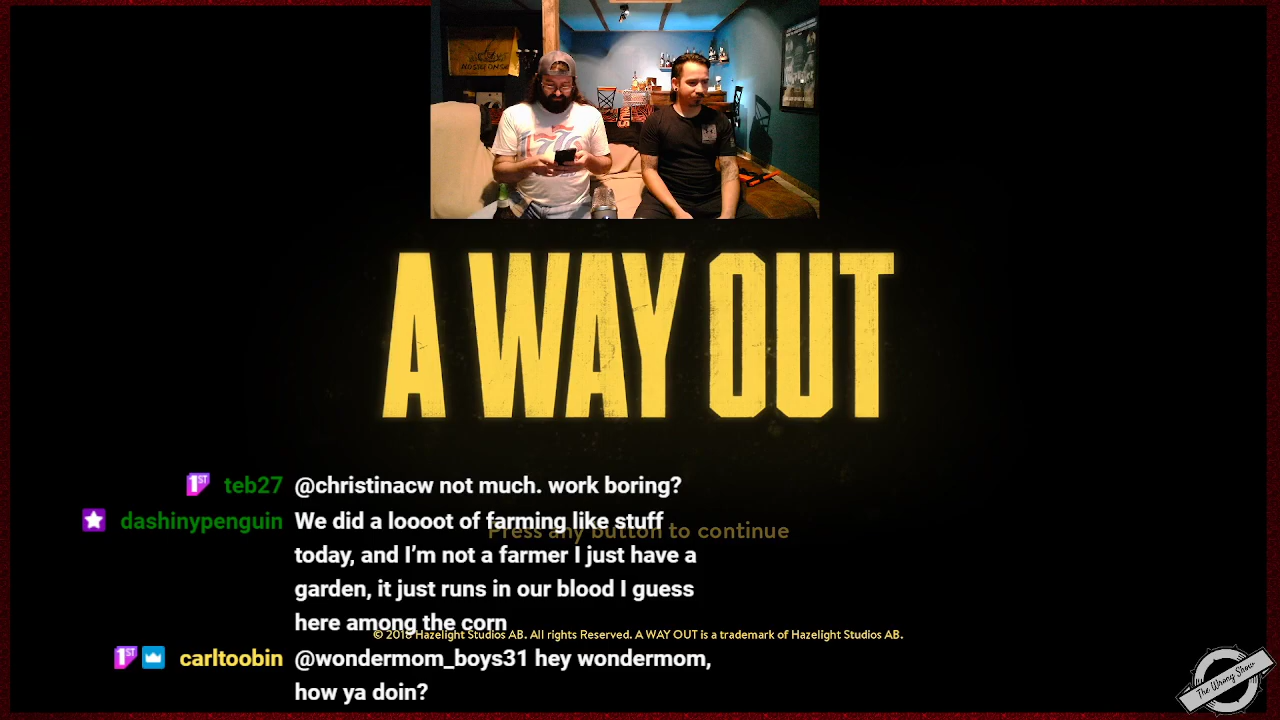 A WAY OUT
teb27 @christinacw not much. work boring?
dashinypenguin We did a loooot of farming like stuff
Press any button to continue
today, and I'm not a farmer I just have a
garden, it just runs in our blood I guess
here among the corn
© 2018 Hazelight Studios AB. All rights Reserved. A WAY OUT is a trademark of Hazelight Studios AB.
carltoobin @wondermom_boys31 hey wondermom,
how ya doin?
The Wrong Show